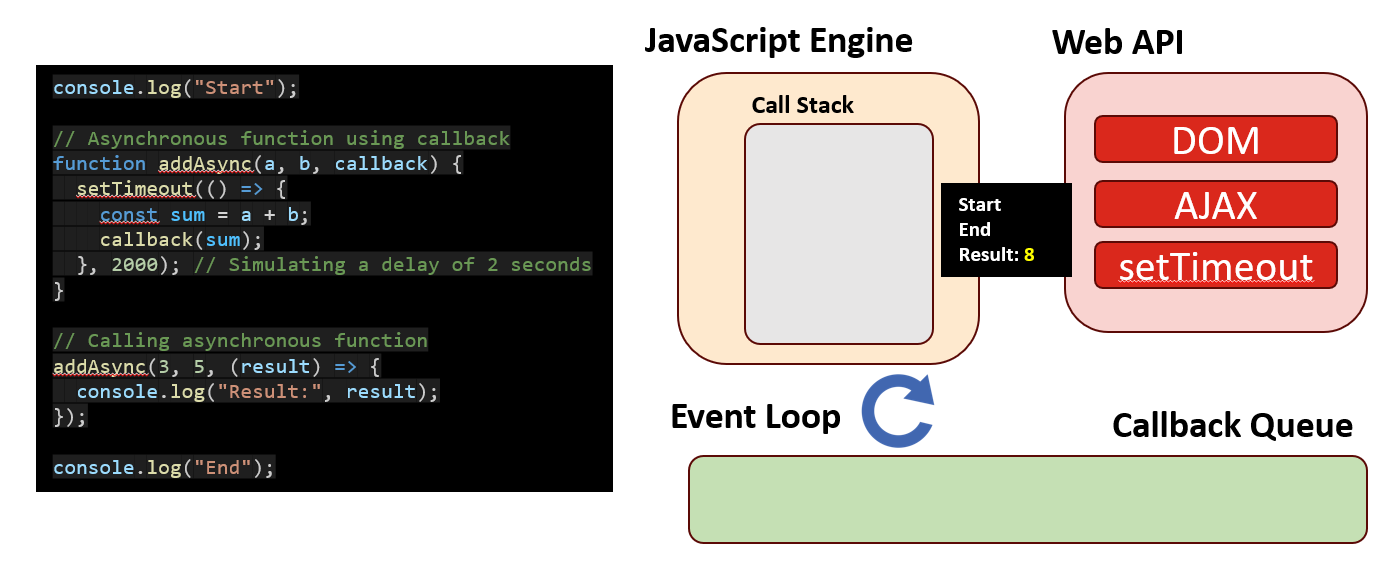 console.log("Start");
// Asynchronous function using callback
function addAsync(a, b, callback) {
  setTimeout(() => {
    const sum = a + b;
    callback(sum);
  }, 2000); // Simulating a delay of 2 seconds
}
// Calling asynchronous function
addAsync(3, 5, (result) => {
  console.log("Result:", result);
});
console.log("End");
JavaScript Engine
Call Stack
Start
End
Result: 8
Web API
DOM
AJAX
setTimeout
Event Loop
Callback Queue